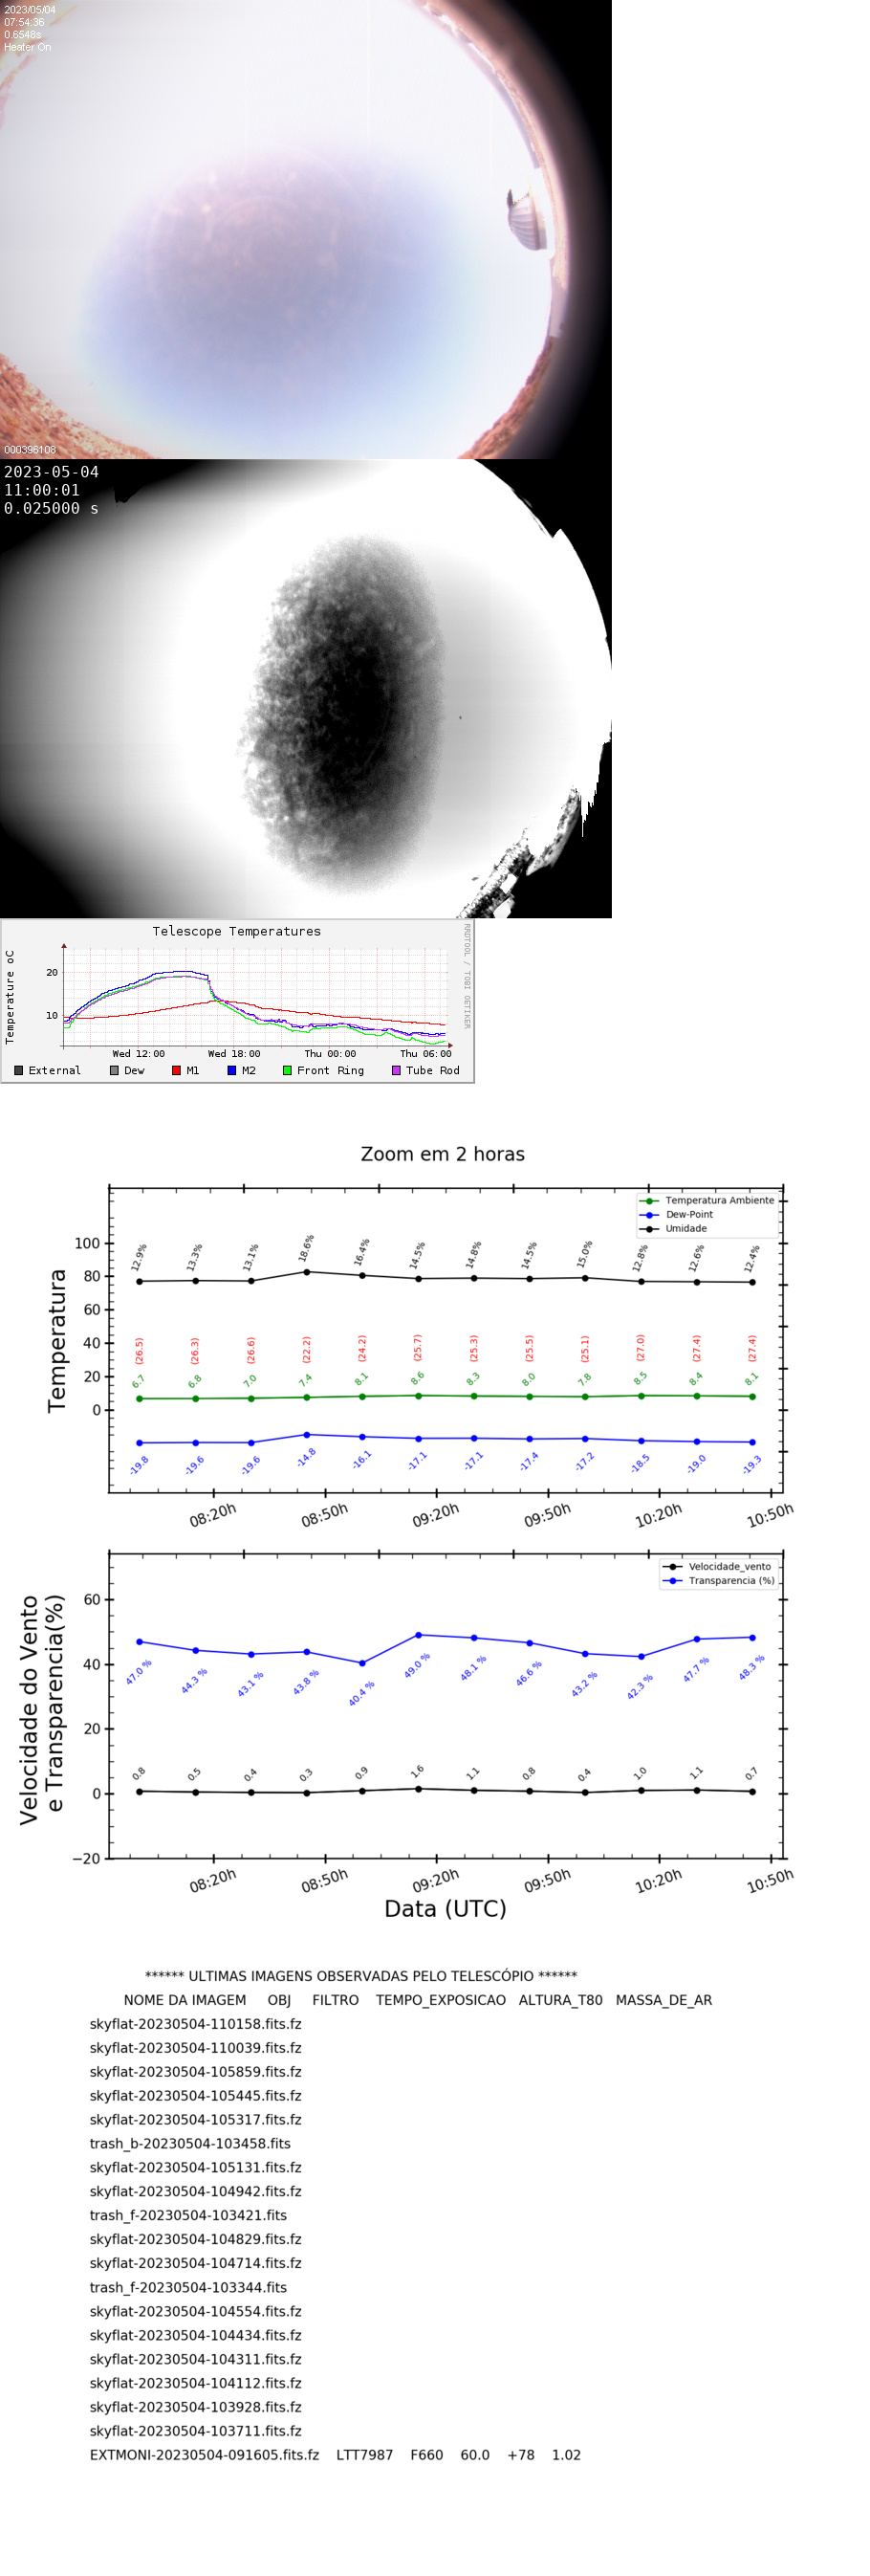 2023/05/04
07:54:36
0.6548s
Heater On
000396108
2023-05-04
11:00:01
0.025000 s
Telescope Temperatures
RRDTOOL / TOBI OETIKER
Temperature oC
20
10
Wed 12:00 Wed 18:00 Thu 00:00 Thu 06:00
External Dew M1 M2 Front Ring Tube Rod
Zoom em 2 horas
Temperatura Ambiente
Dew-Point
Umidade
Temperatura
100
80
60
40
20
0
12.9% 13.3% 13.1% 18.6% 16.4% 14.5% 14.8% 14.5% 15.0% 12.8% 12.6% 12.4%
(26.5) (26.3) (26.6) (22.2) (24.2) (25.7) (25.3) (25.5) (25.1) (27.0) (27.4) (27.4)
6.7 6.8 7.0 7.4 8.1 8.6 8.3 8.0 7.8 8.5 8.4 8.1
-19.8 -19.6 -19.6 -14.8 -16.1 -17.1 -17.1 -17.4 -17.2 -18.5 -19.0 -19.3
08:20h 08:50h 09:20h 09:50h 10:20h 10:50h
Velocidade_vento
Transparencia (%)
Velocidade do Vento
e Transparencia(%)
60
40
20
0
−20
47.0 % 44.3 % 43.1 % 43.8 % 40.4 % 49.0 % 48.1 % 46.6 % 43.2 % 42.3 % 47.7 % 48.3 %
0.8 0.5 0.4 0.3 0.9 1.6 1.1 0.8 0.4 1.0 1.1 0.7
08:20h 08:50h 09:20h 09:50h 10:20h 10:50h
Data (UTC)
****** ULTIMAS IMAGENS OBSERVADAS PELO TELESCÓPIO ******
NOME DA IMAGEM OBJ FILTRO TEMPO_EXPOSICAO ALTURA_T80 MASSA_DE_AR
skyflat-20230504-110158.fits.fz
skyflat-20230504-110039.fits.fz
skyflat-20230504-105859.fits.fz
skyflat-20230504-105445.fits.fz
skyflat-20230504-105317.fits.fz
trash_b-20230504-103458.fits
skyflat-20230504-105131.fits.fz
skyflat-20230504-104942.fits.fz
trash_f-20230504-103421.fits
skyflat-20230504-104829.fits.fz
skyflat-20230504-104714.fits.fz
trash_f-20230504-103344.fits
skyflat-20230504-104554.fits.fz
skyflat-20230504-104434.fits.fz
skyflat-20230504-104311.fits.fz
skyflat-20230504-104112.fits.fz
skyflat-20230504-103928.fits.fz
skyflat-20230504-103711.fits.fz
EXTMONI-20230504-091605.fits.fz LTT7987 F660 60.0 +78 1.02